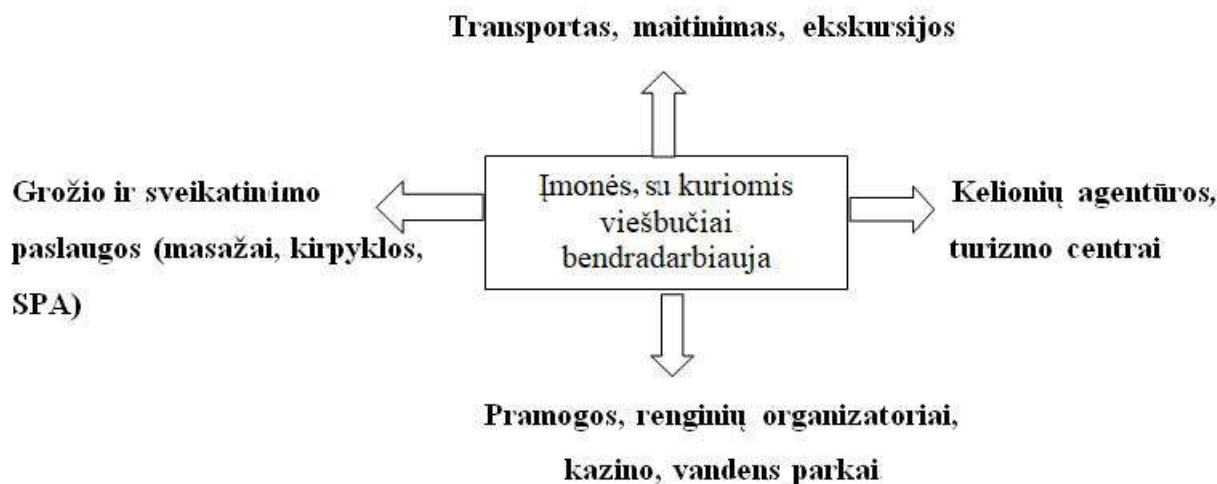 Transportas, maitinimas, ekskursijos
Grožio ir sveikatinimo
paslaugos (masažai, kirpyklos,
SPA)
Įmonės, su kuriomis
viešbučiai
bendradarbiauja
Kelionių agentūros,
turizmo centrai
Pramogos, renginių organizatoriai,
kazino, vandens parkai